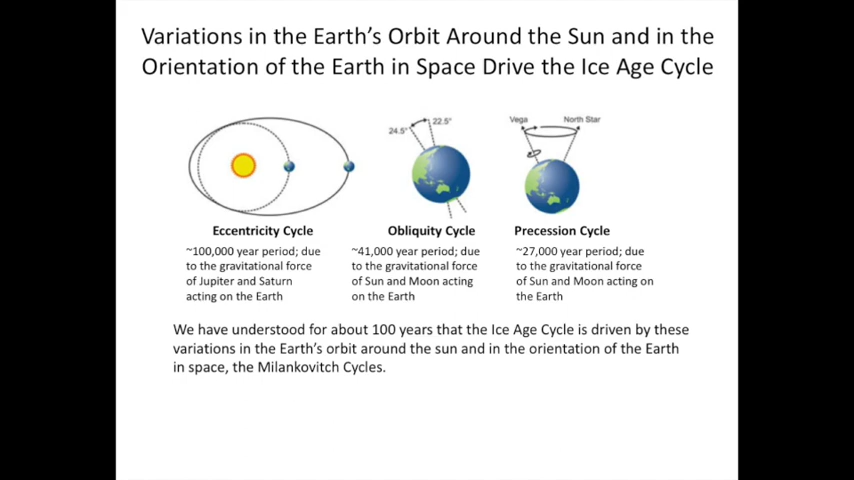 Variations in the Earth's Orbit Around the Sun and in the
Orientation of the Earth in Space Drive the Ice Age Cycle
24.5°
22.5°
Vega
North Star
Eccentricity Cycle
~100,000 year period; due
to the gravitational force
of Jupiter and Saturn
acting on the Earth
Obliquity Cycle
~41,000 year period; due
to the gravitational force
of Sun and Moon acting
on the Earth
Precession Cycle
~27,000 year period; due
to the gravitational force
of Sun and Moon acting on
the Earth
We have understood for about 100 years that the Ice Age Cycle is driven by these
variations in the Earth's orbit around the sun and in the orientation of the Earth
in space, the Milankovitch Cycles.